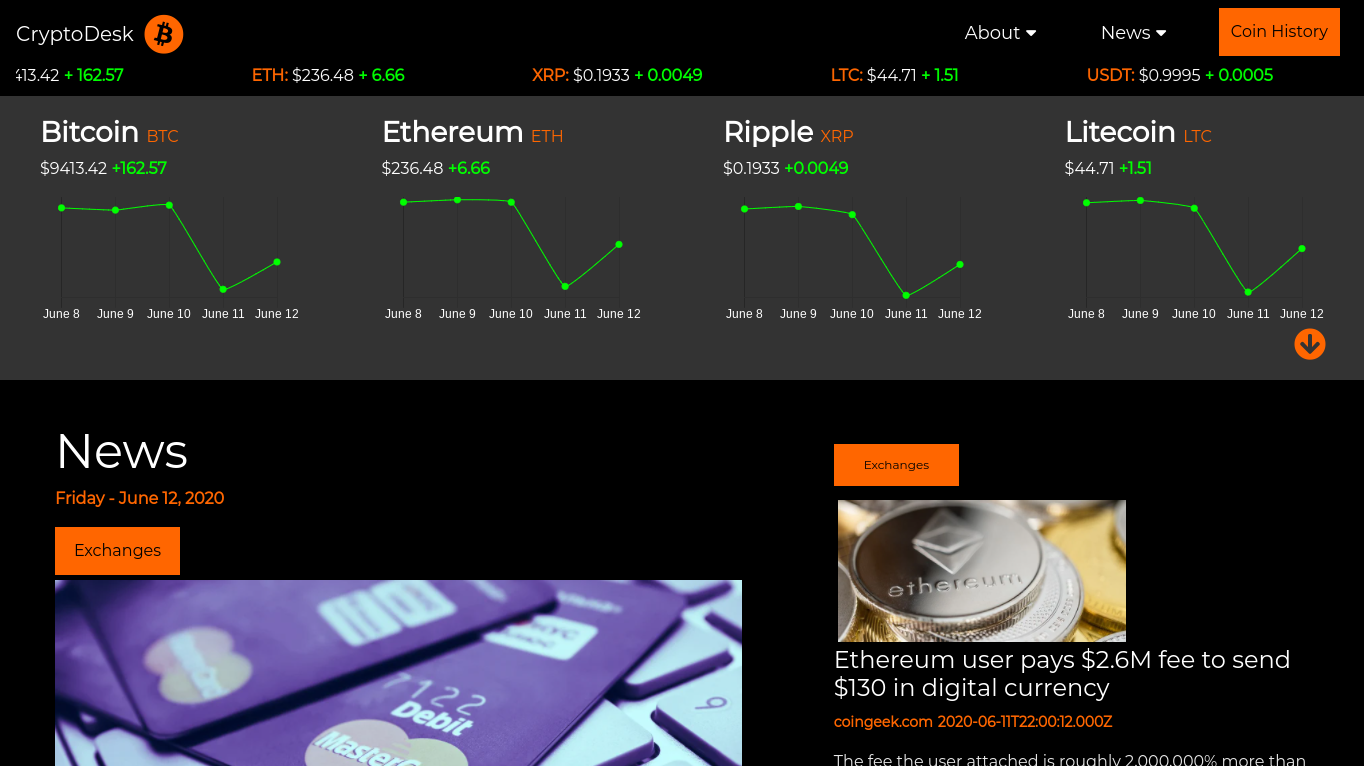 CryptoDesk
About
News
Coin History
413.42 + 162.57 ETH: $236.48 + 6.66 XRP: $0.1933 + 0.0049 LTC: $44.71 + 1.51 USDT: $0.9995 + 0.0005
Bitcoin BTC
$9413.42 +162.57
June 8 June 9 June 10 June 11 June 12
Ethereum ETH
$236.48 +6.66
June 8 June 9 June 10 June 11 June 12
Ripple XRP
$0.1933 +0.0049
June 8 June 9 June 10 June 11 June 12
Litecoin LTC
$44.71 +1.51
June 8 June 9 June 10 June 11 June 12
News
Friday - June 12, 2020
Exchanges
7122
Debit
MasterC
9
Exchanges
ethereum
Ethereum user pays $2.6M fee to send
$130 in digital currency
coingeek.com 2020-06-11T22:00:12.000Z
The fee the user attached is roughly 2,000,000% more than